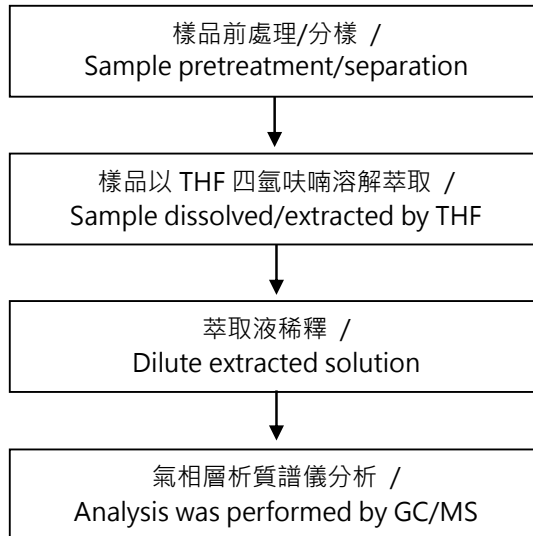 樣品前處理/分樣 /
Sample pretreatment/separation
樣品以 THF 四氫呋喃溶解萃取 /
Sample dissolved/extracted by THF
萃取液稀釋 /
Dilute extracted solution
氣相層析質譜儀分析 /
Analysis was performed by GC/MS